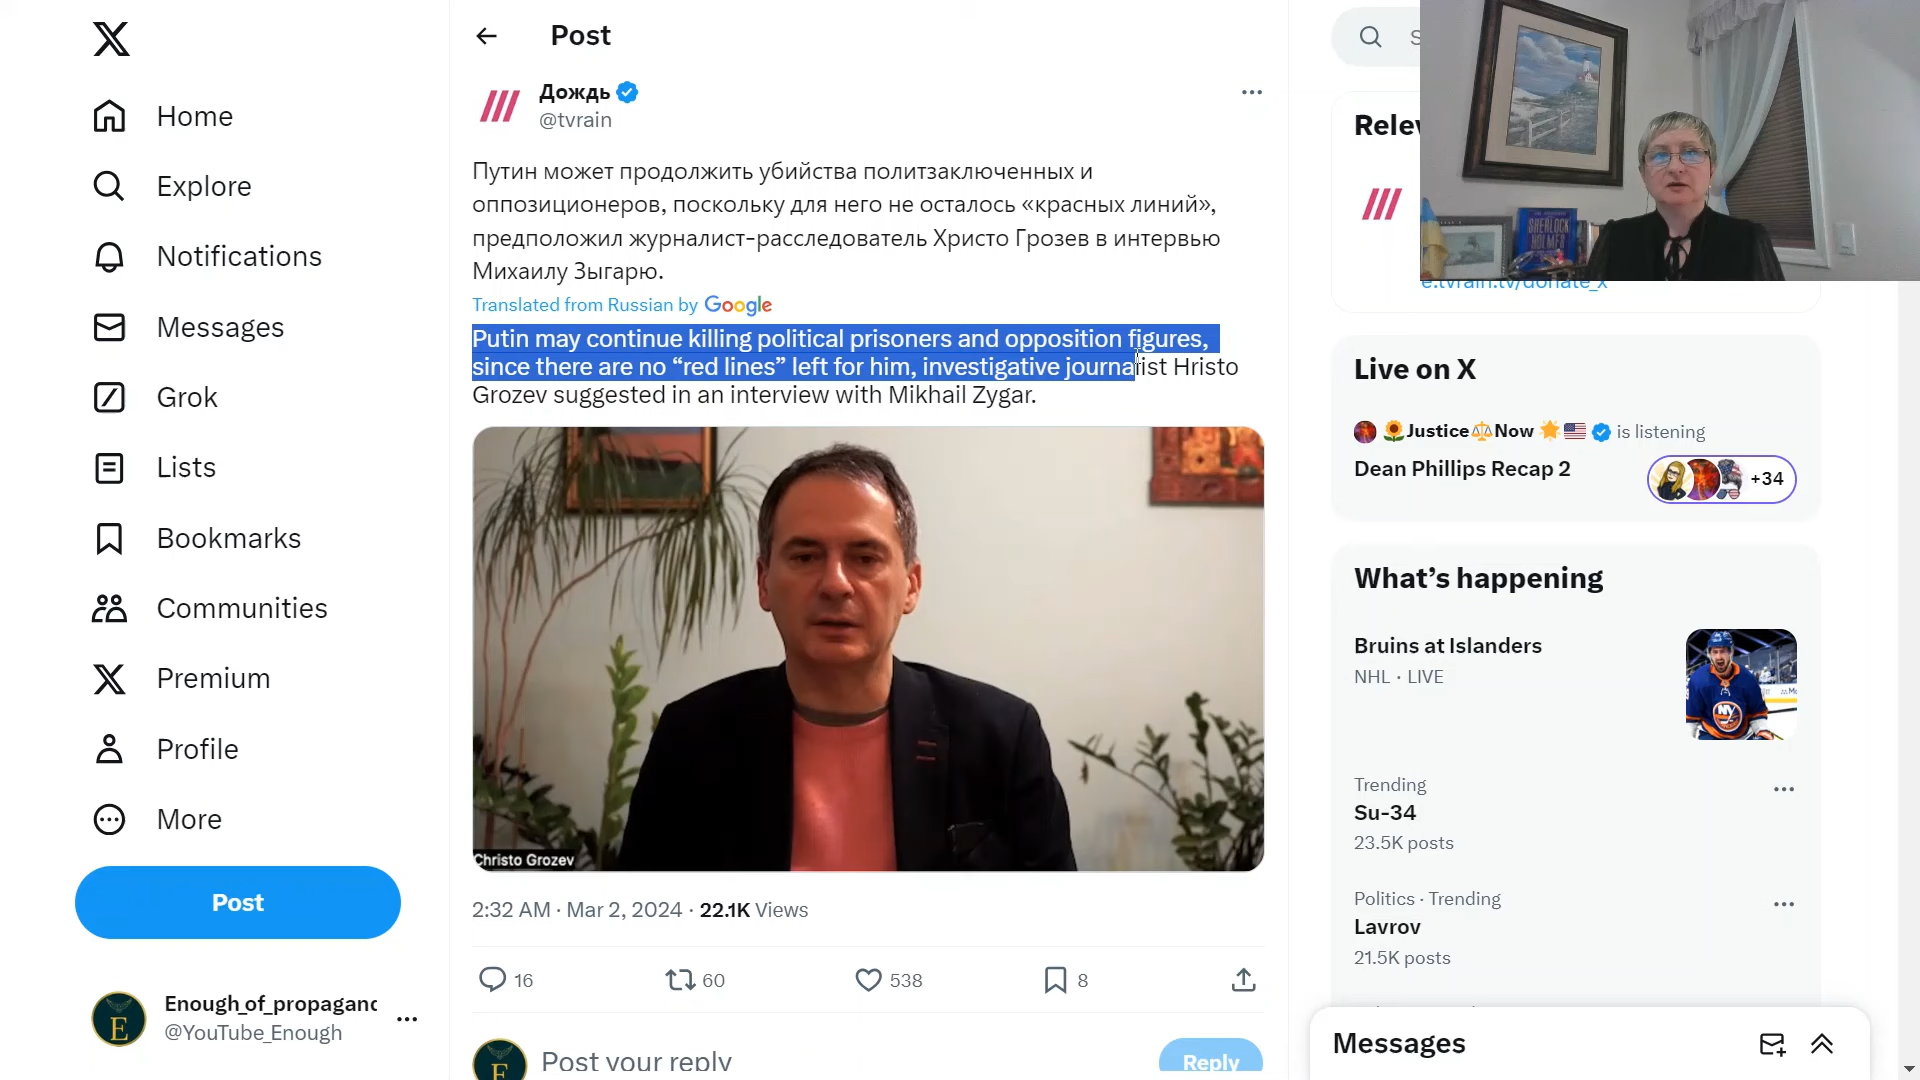 Home
Explore
Notifications
Messages
Grok
Lists
Bookmarks
Communities
Premium
Profile
More
Post
Enough_of_propaganc
@YouTube_Enough
Post
Дождь
@tvrain
Путин может продолжить убийства политзаключенных и
оппозиционеров, поскольку для него не осталось «красных линий»,
предположил журналист-расследователь Христо Грозев в интервью
Михаилу Зыгарю.
Translated from Russian by Google
Putin may continue killing political prisoners and opposition figures,
since there are no “red lines” left for him, investigative journalist Hristo
Grozev suggested in an interview with Mikhail Zygar.
Christo Grozev
2:32 AM · Mar 2, 2024 · 22.1K Views
16
60
538
8
E
Post your reply
Reply
S
Relev
SHERLOCK
HOLMES
e.tvrain.tv/donate_x
Live on X
Justice Now is listening
Dean Phillips Recap 2
+34
What’s happening
Bruins at Islanders
NHL · LIVE
Trending
Su-34
23.5K posts
Politics · Trending
Lavrov
21.5K posts
Messages